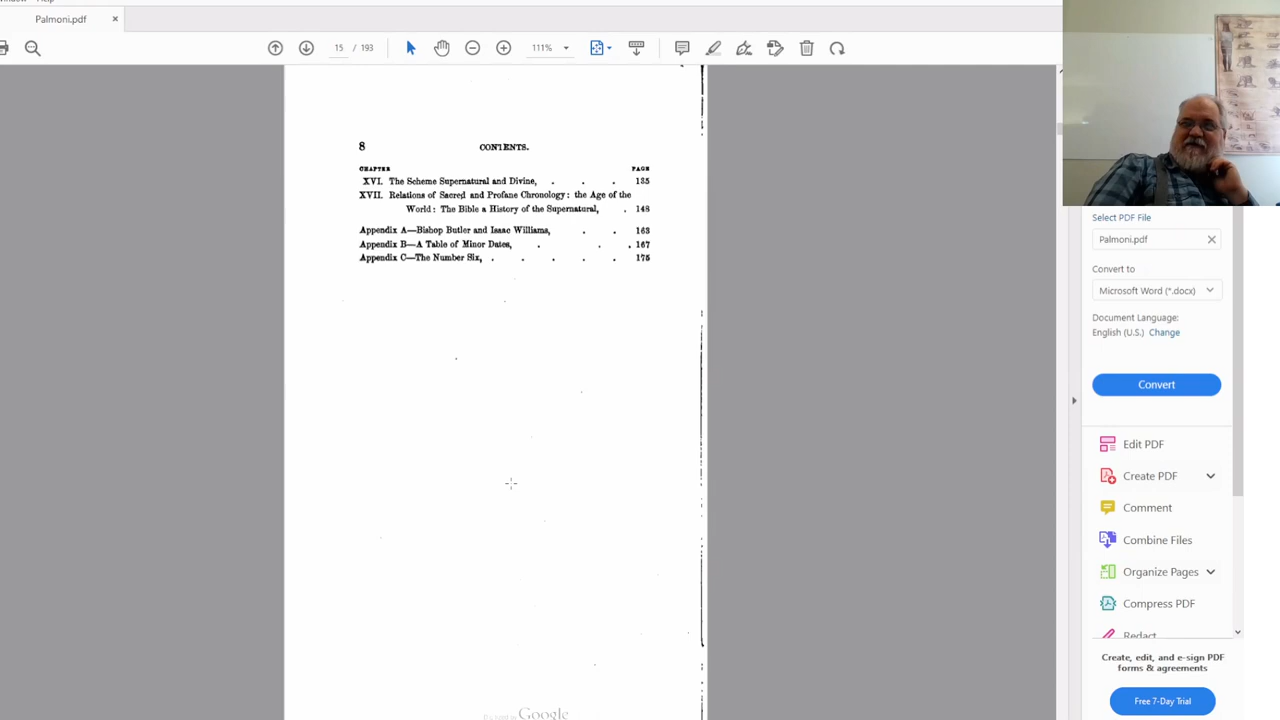 Palmoni.pdf
15 / 193
111%
8 CONTENTS.
CHAPTER PAGE
XVI. The Scheme Supernatural and Divine, . . . 135
XVII. Relations of Sacred and Profane Chronology: the Age of the
World: The Bible a History of the Supernatural, . 148
Appendix A—Bishop Butler and Isaac Williams, . . 163
Appendix B—A Table of Minor Dates, . . . 167
Appendix C—The Number Six, . . . . . 175
Google
Select PDF File
Palmoni.pdf
Convert to
Microsoft Word (*.docx)
Document Language:
English (U.S.) Change
Convert
Edit PDF
Create PDF
Comment
Combine Files
Organize Pages
Compress PDF
Redact
Create, edit, and e-sign PDF
forms & agreements
Free 7-Day Trial